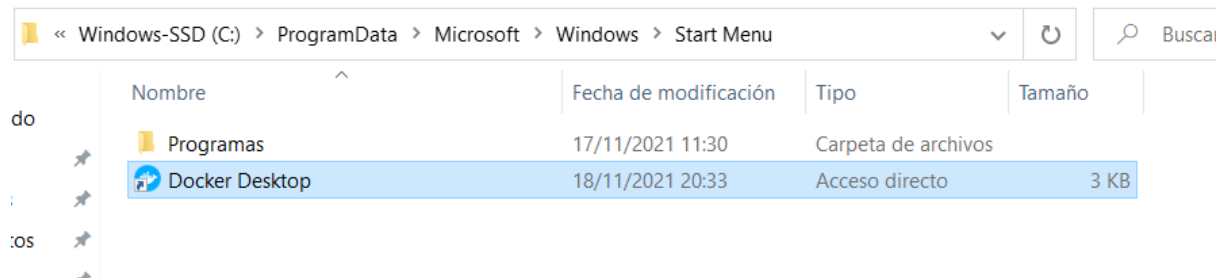 « Windows-SSD (C:) > ProgramData > Microsoft > Windows > Start Menu Buscar
Nombre Fecha de modificación Tipo Tamaño
do
Programas 17/11/2021 11:30 Carpeta de archivos
Docker Desktop 18/11/2021 20:33 Acceso directo 3 KB
tos